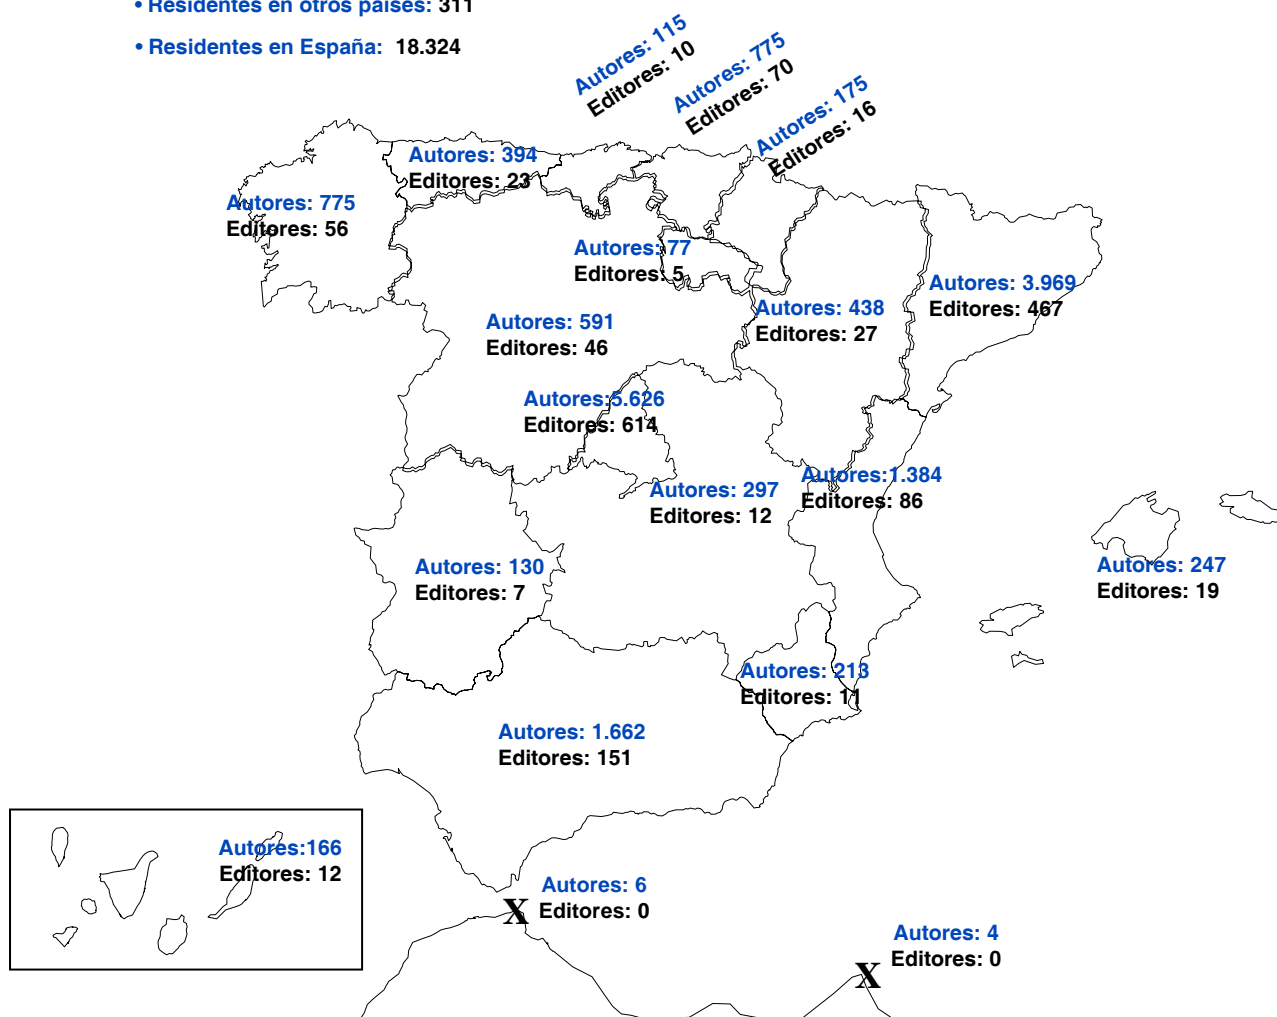 • Residentes en otros países: 311
• Residentes en España: 18.324
Autores: 115
Editores: 10
Autores: 775
Editores: 70
Autores: 175
Editores: 16
Autores: 394
Editores: 23
Autores: 775
Editores: 56
Autores: 77
Editores: 5
Autores: 3.969
Editores: 467
Autores: 438
Editores: 27
Autores: 591
Editores: 46
Autores:5.626
Editores: 614
Autores:1.384
Editores: 86
Autores: 297
Editores: 12
Autores: 247
Editores: 19
Autores: 130
Editores: 7
Autores: 213
Editores: 11
Autores: 1.662
Editores: 151
Autores:166
Editores: 12
Autores: 6
Editores: 0
X
Autores: 4
Editores: 0
X